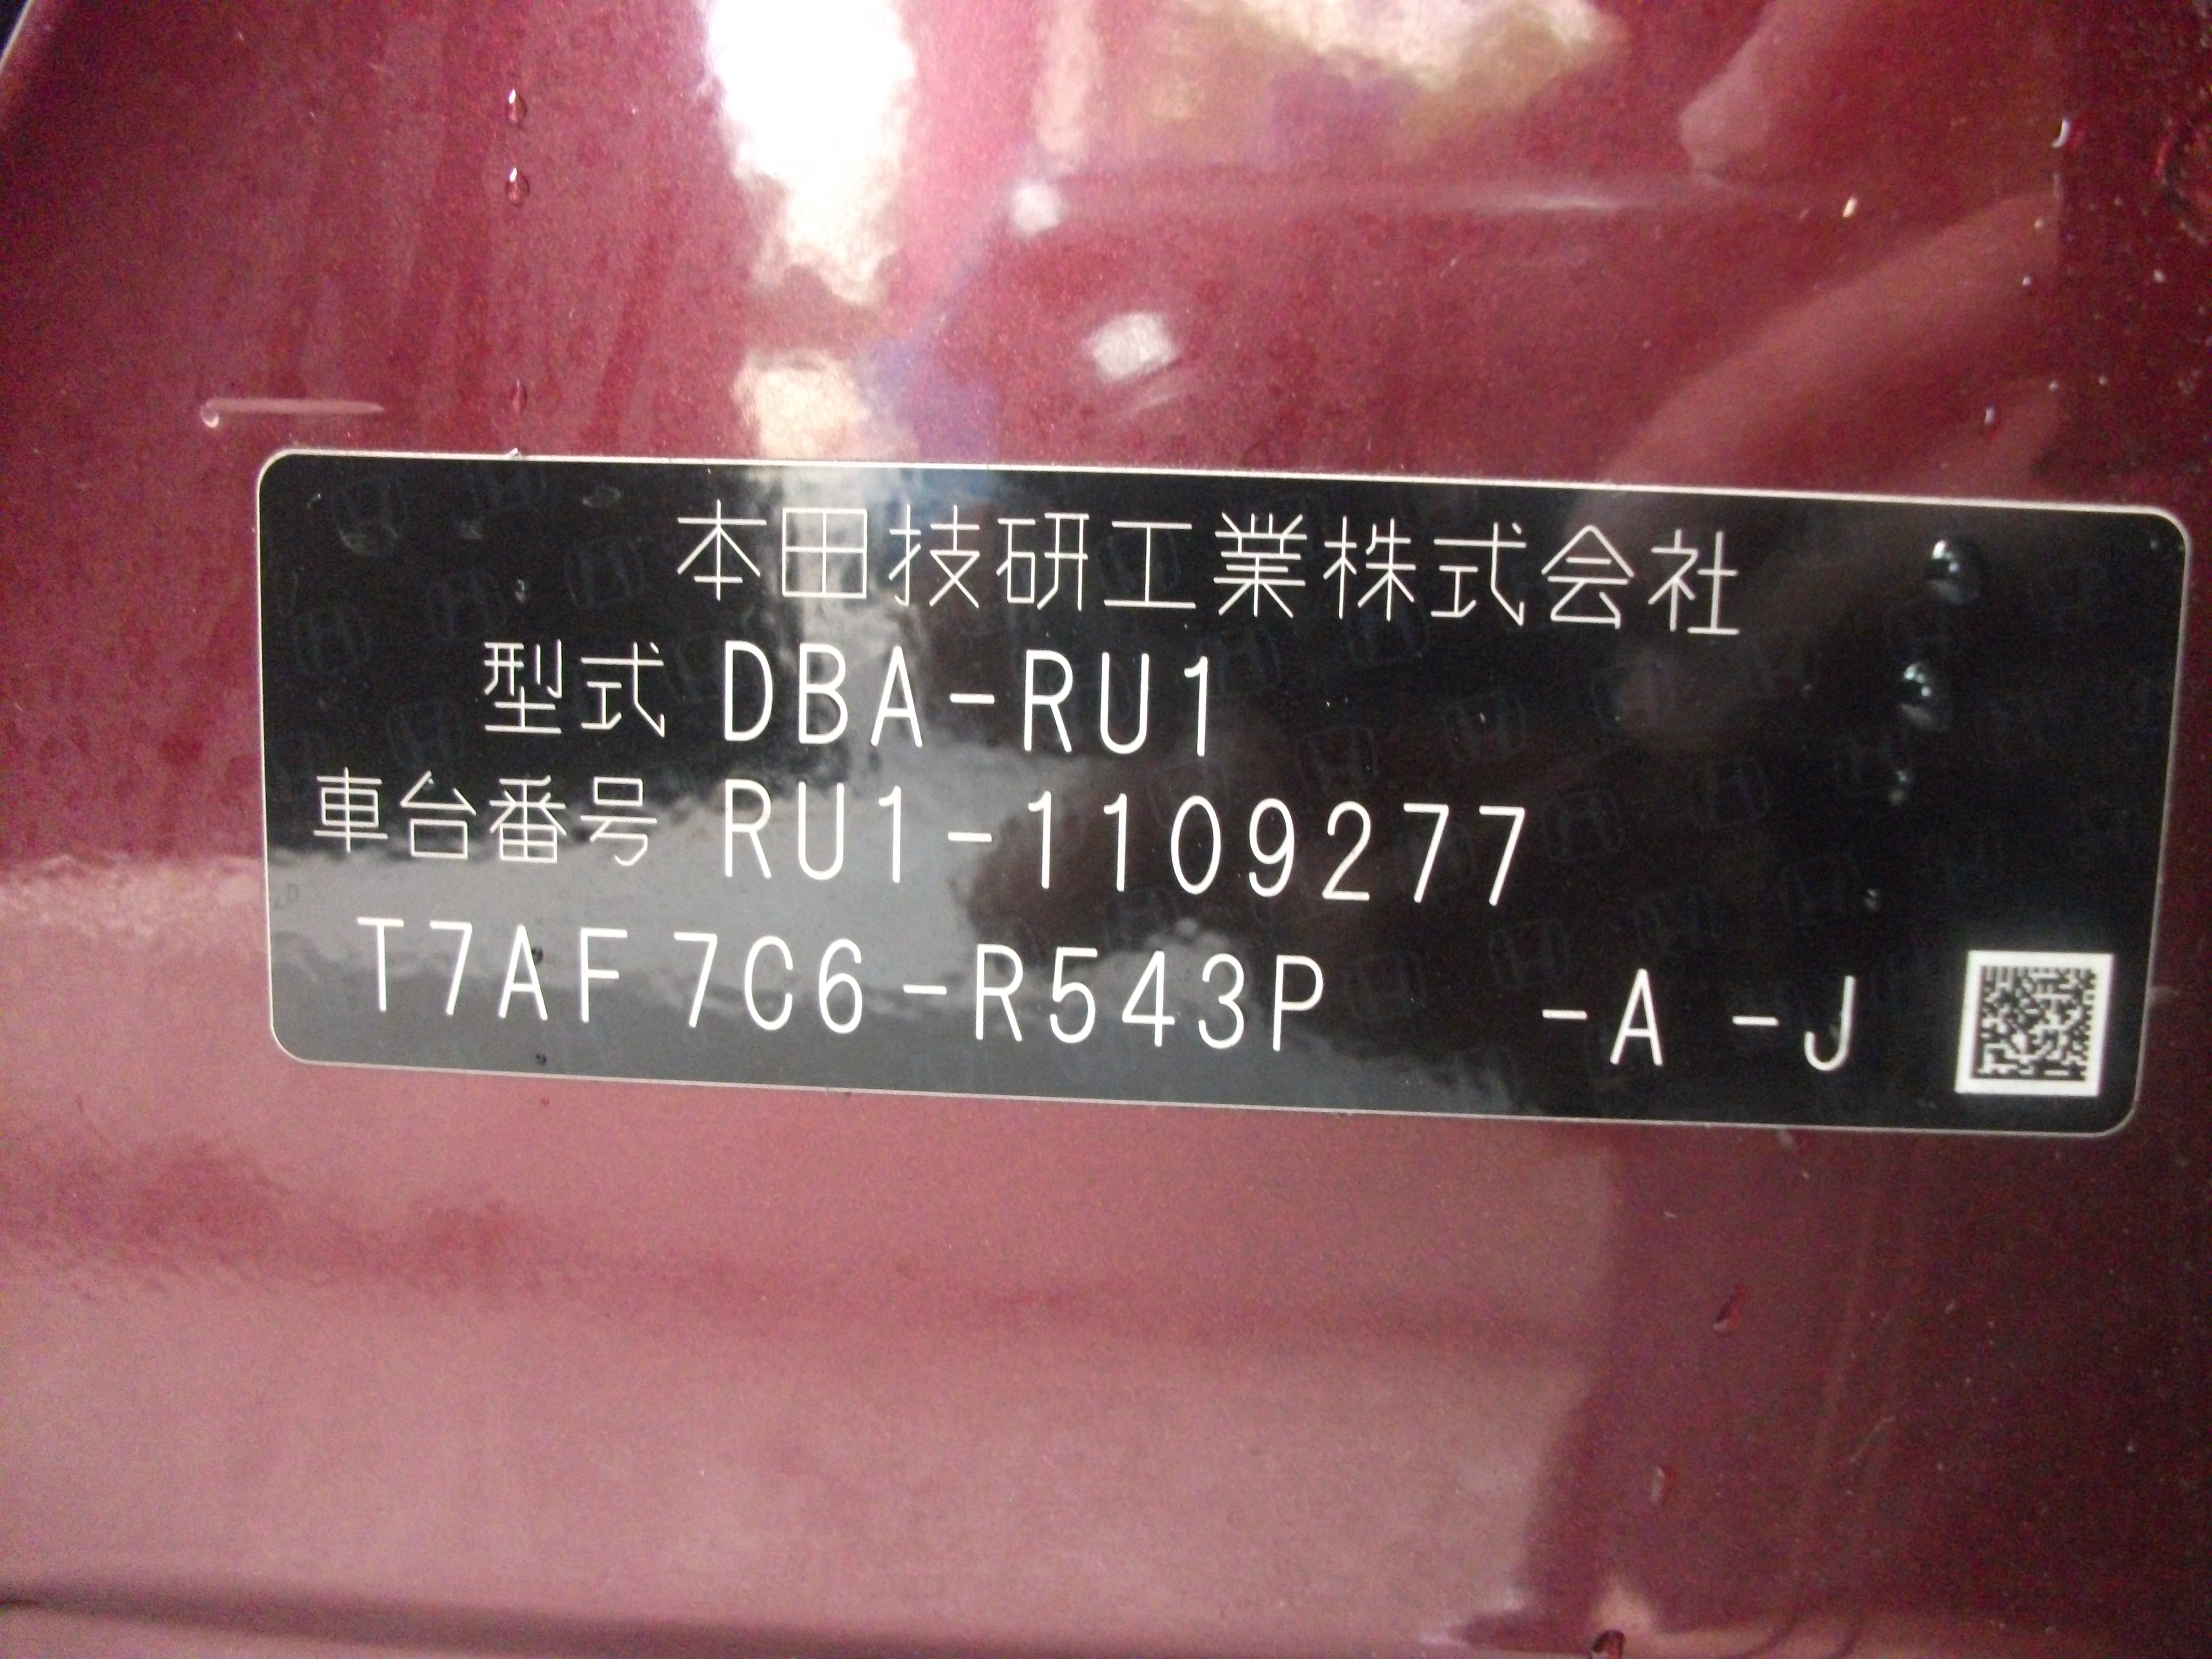 本田技研工業株式会社
型式 DBA-RU1
車台番号 RU1-1109277
T7AF7C6-R543P -A -J